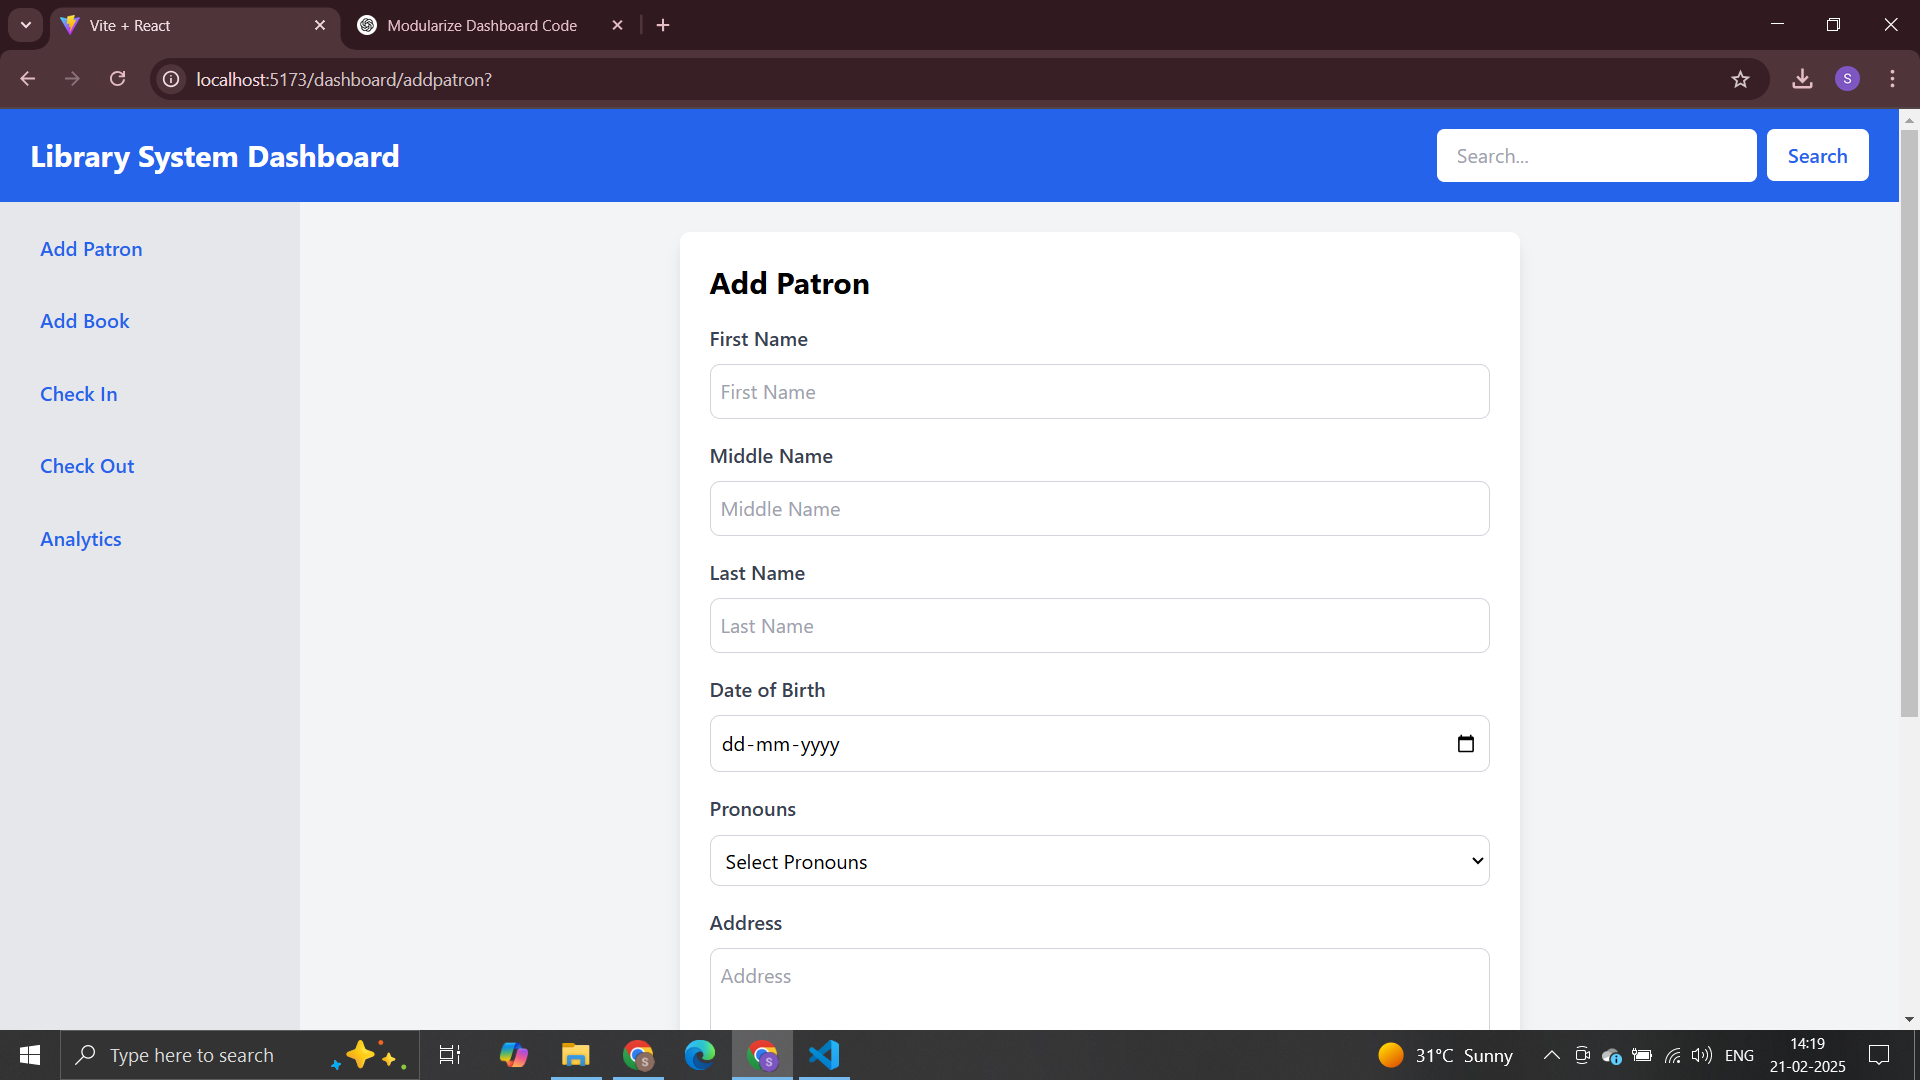 Vite + React
Modularize Dashboard Code
localhost:5173/dashboard/addpatron?
S
Library System Dashboard
Search...
Search
Add Patron
Add Book
Check In
Check Out
Analytics
Add Patron
First Name
First Name
Middle Name
Middle Name
Last Name
Last Name
Date of Birth
dd-mm-yyyy
Pronouns
Select Pronouns
Address
Address
Type here to search
S
S
31°C Sunny
ENG
14:19
21-02-2025